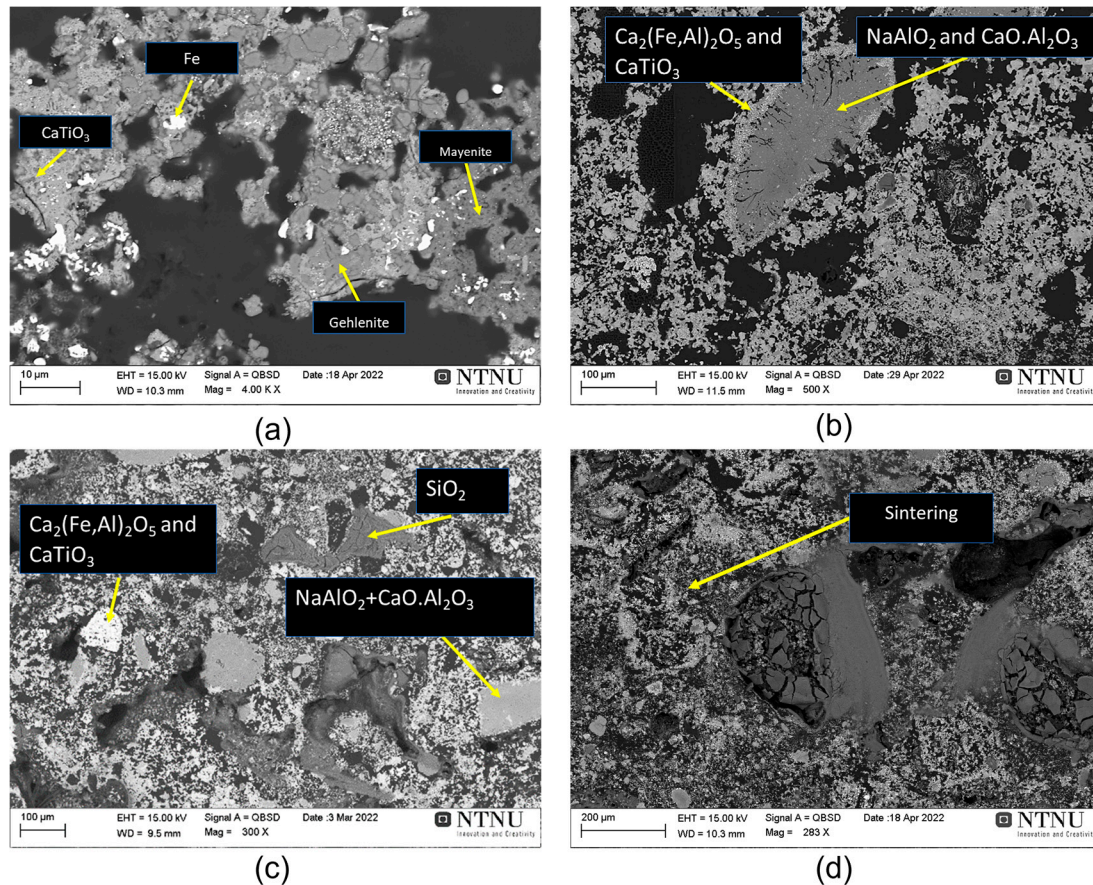 Fe
CaTiO₃
Mayenite
Gehlenite
10 µm
EHT = 15.00 kV
Signal A = QBSD
Date :18 Apr 2022
WD = 10.3 mm
Mag = 4.00 K X
NTNU
Innovation and Creativity
(a)
Ca₂(Fe,Al)₂O₅ and
CaTiO₃
NaAlO₂ and CaO.Al₂O₃
100 µm
EHT = 15.00 kV
Signal A = QBSD
Date :29 Apr 2022
WD = 11.5 mm
Mag = 500 X
NTNU
Innovation and Creativity
(b)
SiO₂
Ca₂(Fe,Al)₂O₅ and
CaTiO₃
NaAlO₂+CaO.Al₂O₃
100 µm
EHT = 15.00 kV
Signal A = QBSD
Date :3 Mar 2022
WD = 9.5 mm
Mag = 300 X
NTNU
Innovation and Creativity
(c)
Sintering
200 µm
EHT = 15.00 kV
Signal A = QBSD
Date :18 Apr 2022
WD = 10.3 mm
Mag = 283 X
NTNU
Innovation and Creativity
(d)